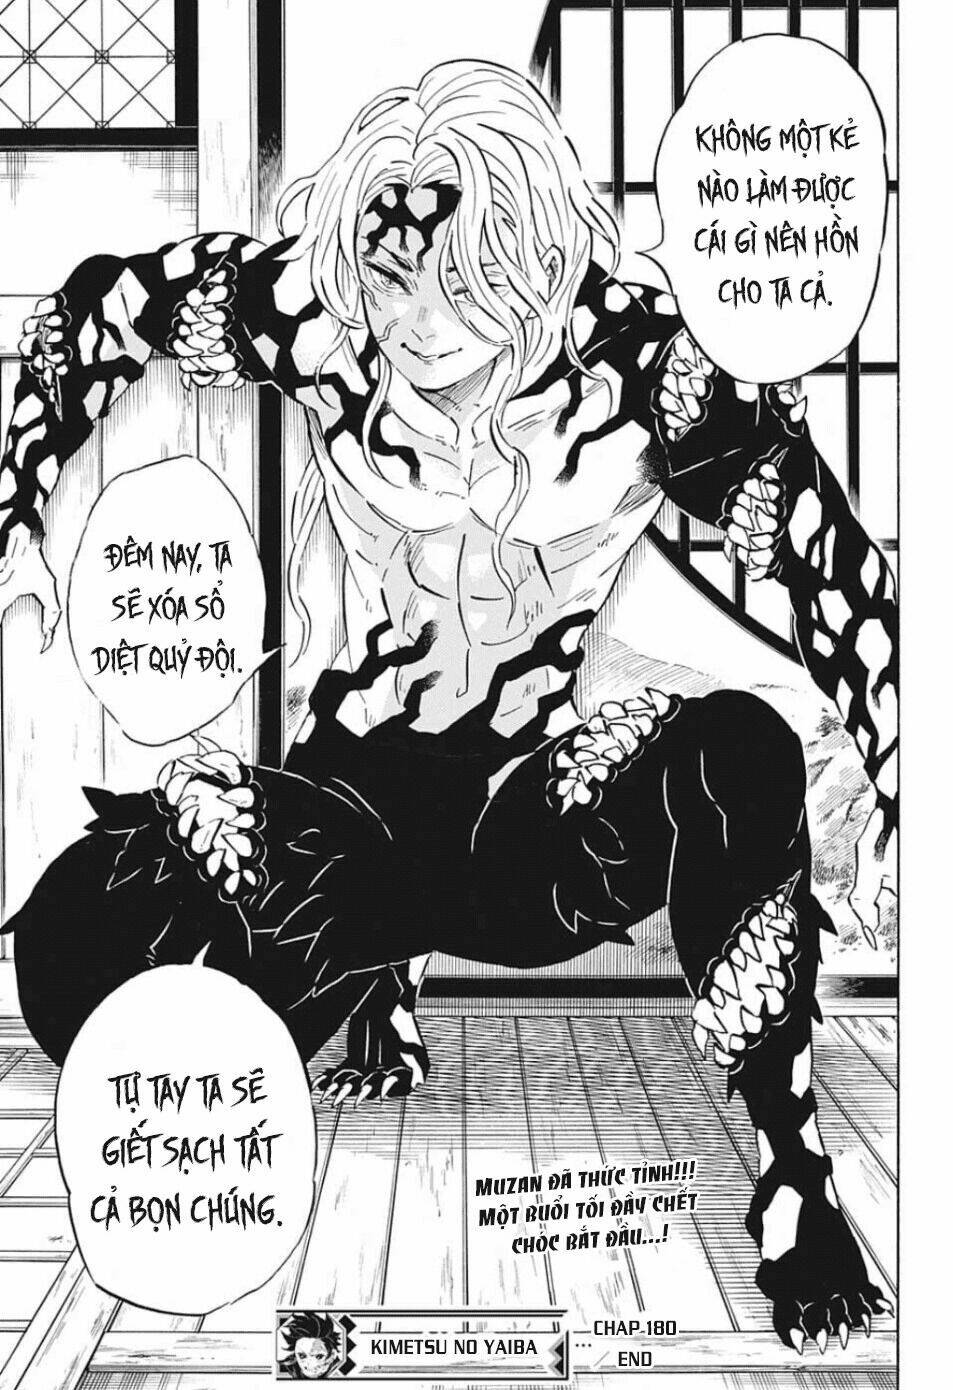 KHÔNG MỘT KẺ
NÀO LÀM ĐƯỢC
CÁI GÌ NÊN HỒN
CHO TA CẢ.
ĐÊM NAY, TA
SẼ XÓA SỔ
DIỆT QUỶ ĐỘI.
TỰ TAY TA SẼ
GIẾT SẠCH TẤT
CẢ BỌN CHÚNG.
MUZAN ĐÃ THỨC TỈNH!!!
MỘT BUỔI TỐI ĐẦY CHẾT
CHÓC BẮT ĐẦU...!
KIMETSU NO YAIBA
CHAP 180
... / END